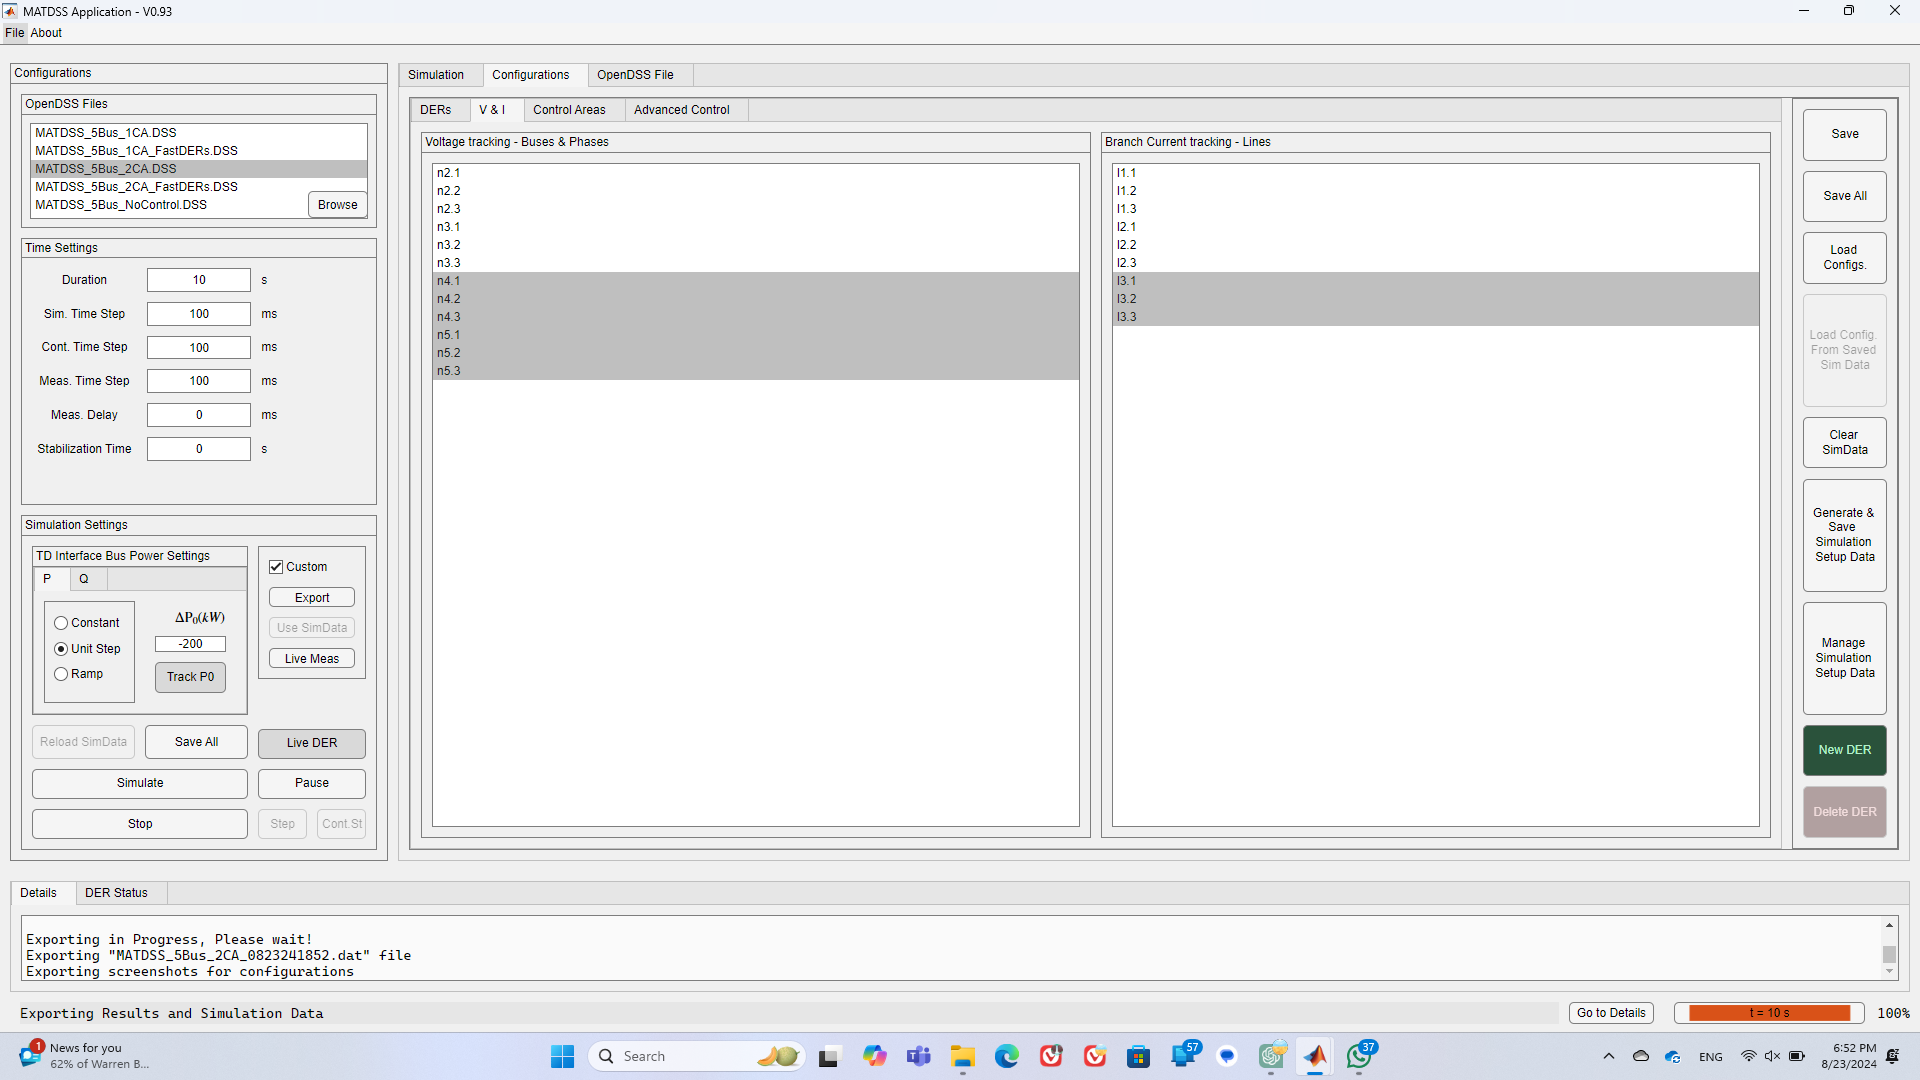 MATDSS Application - V0.93
File About
Configurations
OpenDSS Files
MATDSS_5Bus_1CA.DSS
MATDSS_5Bus_1CA_FastDERs.DSS
MATDSS_5Bus_2CA.DSS
MATDSS_5Bus_2CA_FastDERs.DSS
MATDSS_5Bus_NoControl.DSS
Browse
Time Settings
Duration 10 s
Sim. Time Step 100 ms
Cont. Time Step 100 ms
Meas. Time Step 100 ms
Meas. Delay 0 ms
Stabilization Time 0 s
Simulation Settings
TD Interface Bus Power Settings
P Q
Constant
Unit Step
Ramp
ΔP0(kW)
-200
Track P0
Custom
Export
Use SimData
Live Meas
Reload SimData Save All Live DER
Simulate Pause
Stop Step Cont.St
Simulation Configurations OpenDSS File
DERs V & I Control Areas Advanced Control
Voltage tracking - Buses & Phases
n2.1
n2.2
n2.3
n3.1
n3.2
n3.3
n4.1
n4.2
n4.3
n5.1
n5.2
n5.3
Branch Current tracking - Lines
l1.1
l1.2
l1.3
l2.1
l2.2
l2.3
l3.1
l3.2
l3.3
Save
Save All
Load
Configs.
Load Config.
From Saved
Sim Data
Clear
SimData
Generate &
Save
Simulation
Setup Data
Manage
Simulation
Setup Data
New DER
Delete DER
Details DER Status
Exporting in Progress, Please wait!
Exporting "MATDSS_5Bus_2CA_0823241852.dat" file
Exporting screenshots for configurations
Exporting Results and Simulation Data
Go to Details
t = 10 s
100%
1
News for you
62% of Warren B...
Search
57
37
ENG
6:52 PM
8/23/2024